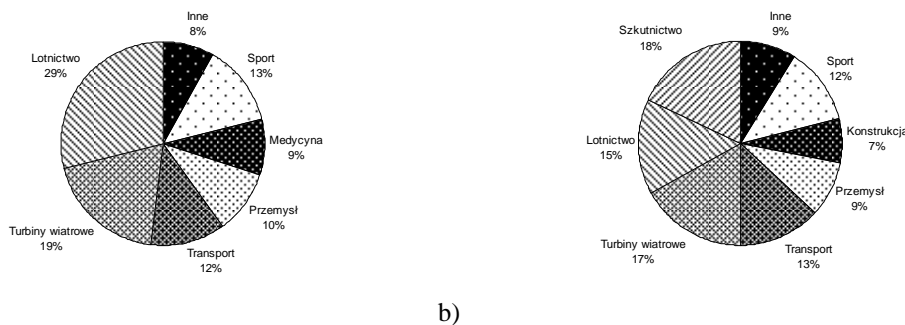 Inne
8%
Sport
13%
Medycyna
9%
Przemysł
10%
Transport
12%
Turbiny wiatrowe
19%
Lotnictwo
29%
Inne
9%
Sport
12%
Konstrukcja
7%
Przemysł
9%
Transport
13%
Turbiny wiatrowe
17%
Lotnictwo
15%
Szkutnictwo
18%
b)